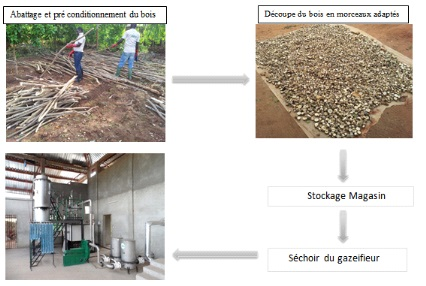 Abattage et pré conditionnement du bois
Découpe du bois en morceaux adaptés
Stockage Magasin
Séchoir du gazeifieur